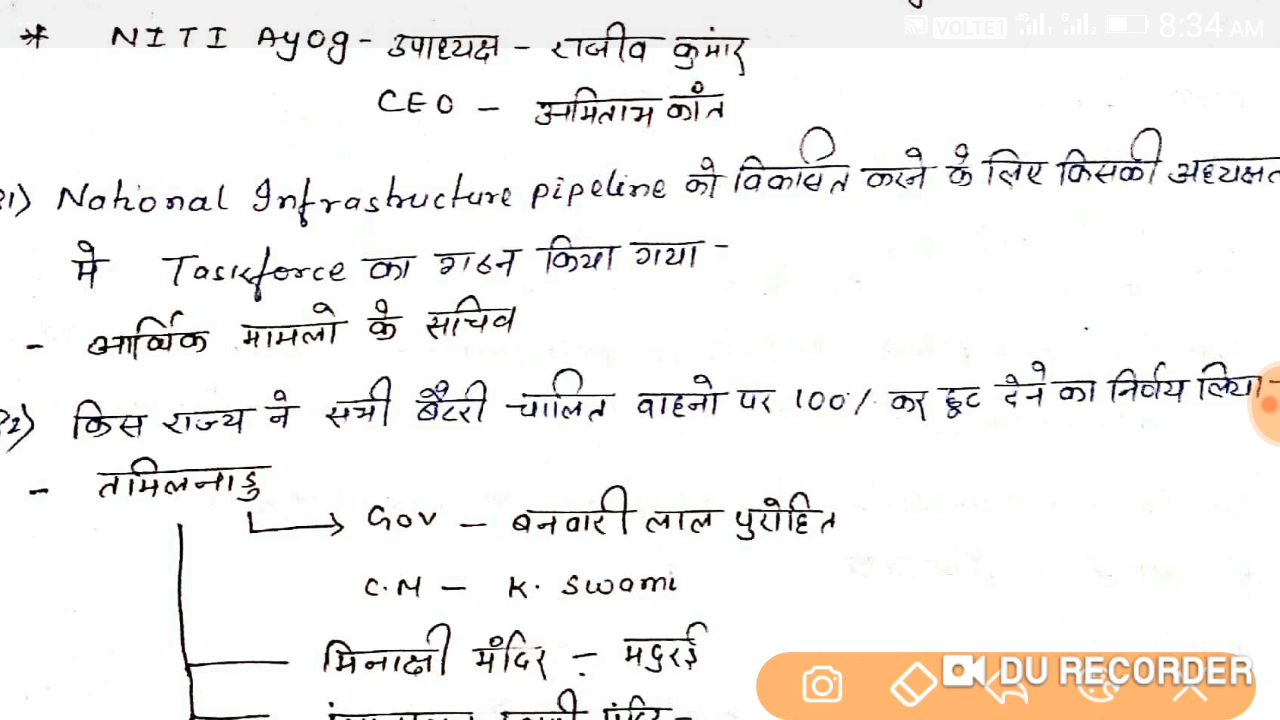 VOLTE1 4G 8:34 AM
* NITI Ayog - उपाध्यक्ष - राजीव कुमार
CEO - अमिताभ काँत
1) National Infrastructure pipeline को विकसित करने के लिए किसकी अध्यक्षत
मे Taskforce का गठन किया गया -
- आर्थिक मामलो के सचिव
2) किस राज्य ने सभी बैटरी चालित वाहनो पर 100% कर छूट देने का निर्णय लिया -
- तामिलनाडु
Gov - बनवारी लाल पुरोहित
C.M - K. Swami
मिनाक्षी मंदिर - मदुरई
मंदिर -
DU RECORDER